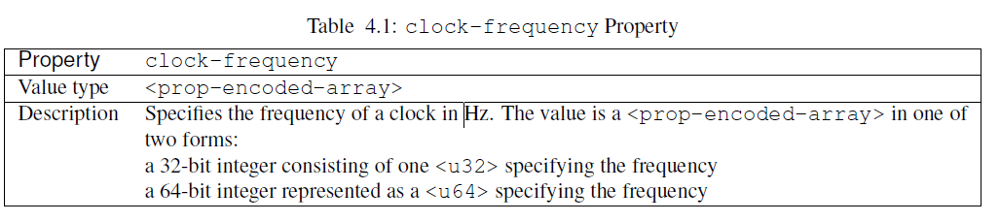 Table 4.1: clock-frequency Property
Property clock-frequency
Value type <prop-encoded-array>
Description Specifies the frequency of a clock in Hz. The value is a <prop-encoded-array> in one of
two forms:
a 32-bit integer consisting of one <u32> specifying the frequency
a 64-bit integer represented as a <u64> specifying the frequency